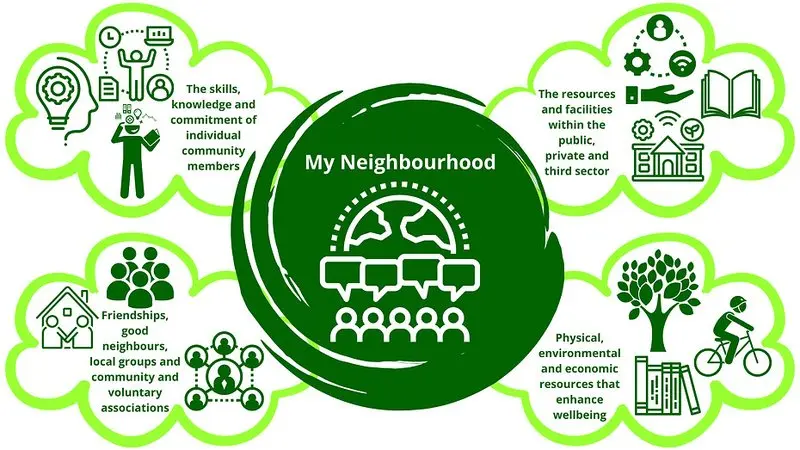 The skills,
knowledge and
commitment of
individual
community
members
My Neighbourhood
The resources
and facilities
within the
public,
private and
third sector
Friendships,
good
neighbours,
local groups and
community and
voluntary
associations
Physical,
environmental
and economic
resources that
enhance
wellbeing